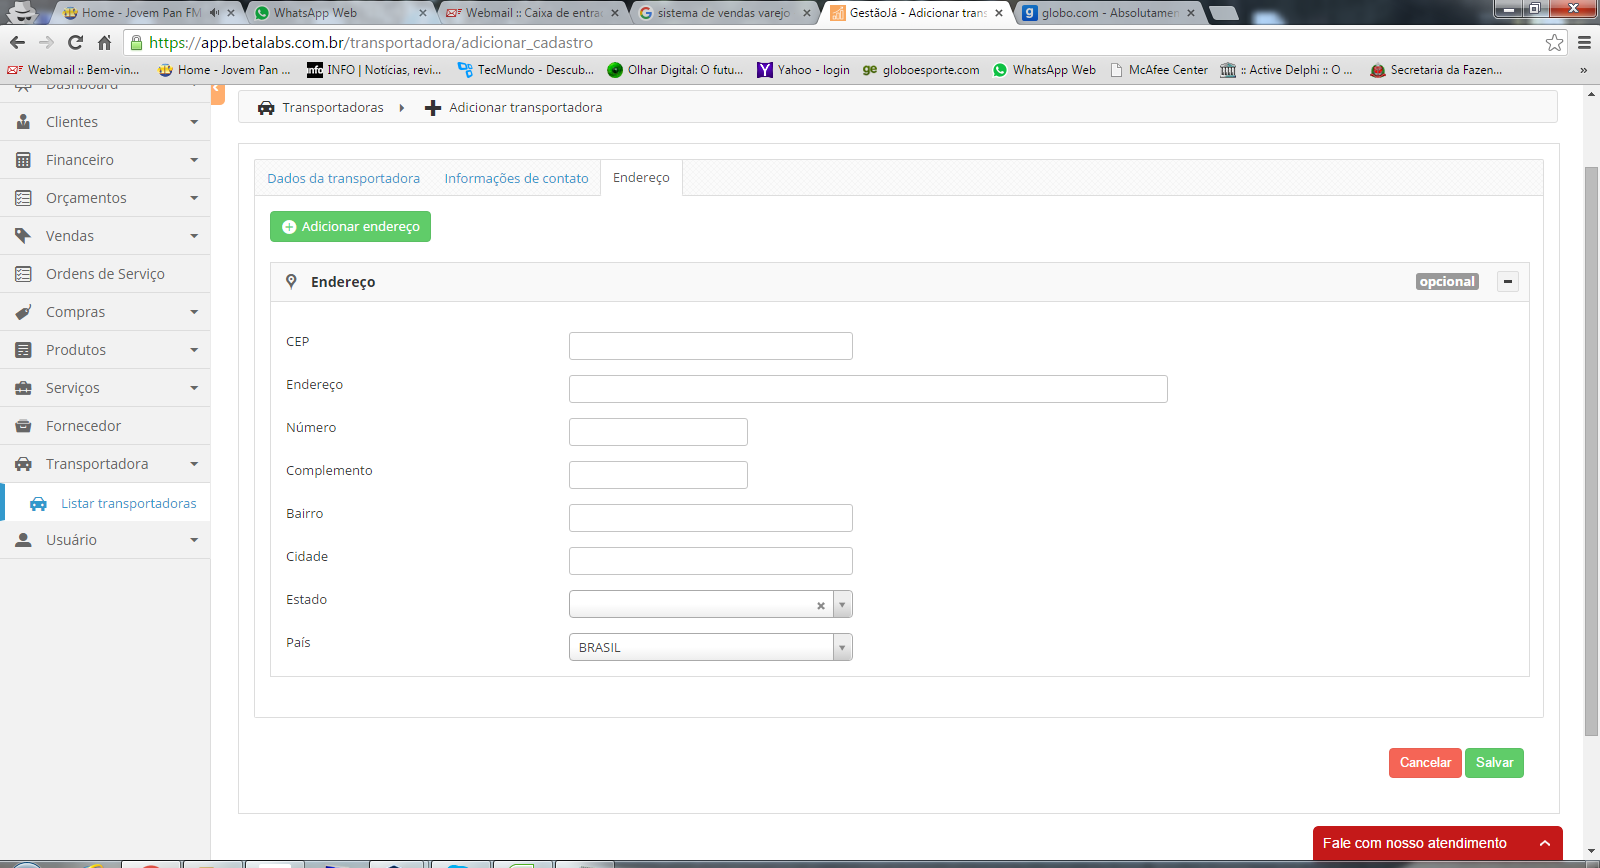 Home - Jovem Pan FM
WhatsApp Web
Webmail :: Caixa de entra
sistema de vendas varejo
GestãoJá - Adicionar trans
globo.com - Absolutamen
https://app.betalabs.com.br/transportadora/adicionar_cadastro
Webmail :: Bem-vin...
Home - Jovem Pan ...
INFO | Notícias, revi...
TecMundo - Descub...
Olhar Digital: O futu...
Yahoo - login
globoesporte.com
WhatsApp Web
McAfee Center
:: Active Delphi :: O ...
Secretaria da Fazen...
»
Dashboard
Clientes
Financeiro
Orçamentos
Vendas
Ordens de Serviço
Compras
Produtos
Serviços
Fornecedor
Transportadora
Listar transportadoras
Usuário
Transportadoras
Adicionar transportadora
Dados da transportadora
Informações de contato
Endereço
Adicionar endereço
Endereço
opcional
CEP
Endereço
Número
Complemento
Bairro
Cidade
Estado
País
BRASIL
Cancelar
Salvar
Fale com nosso atendimento